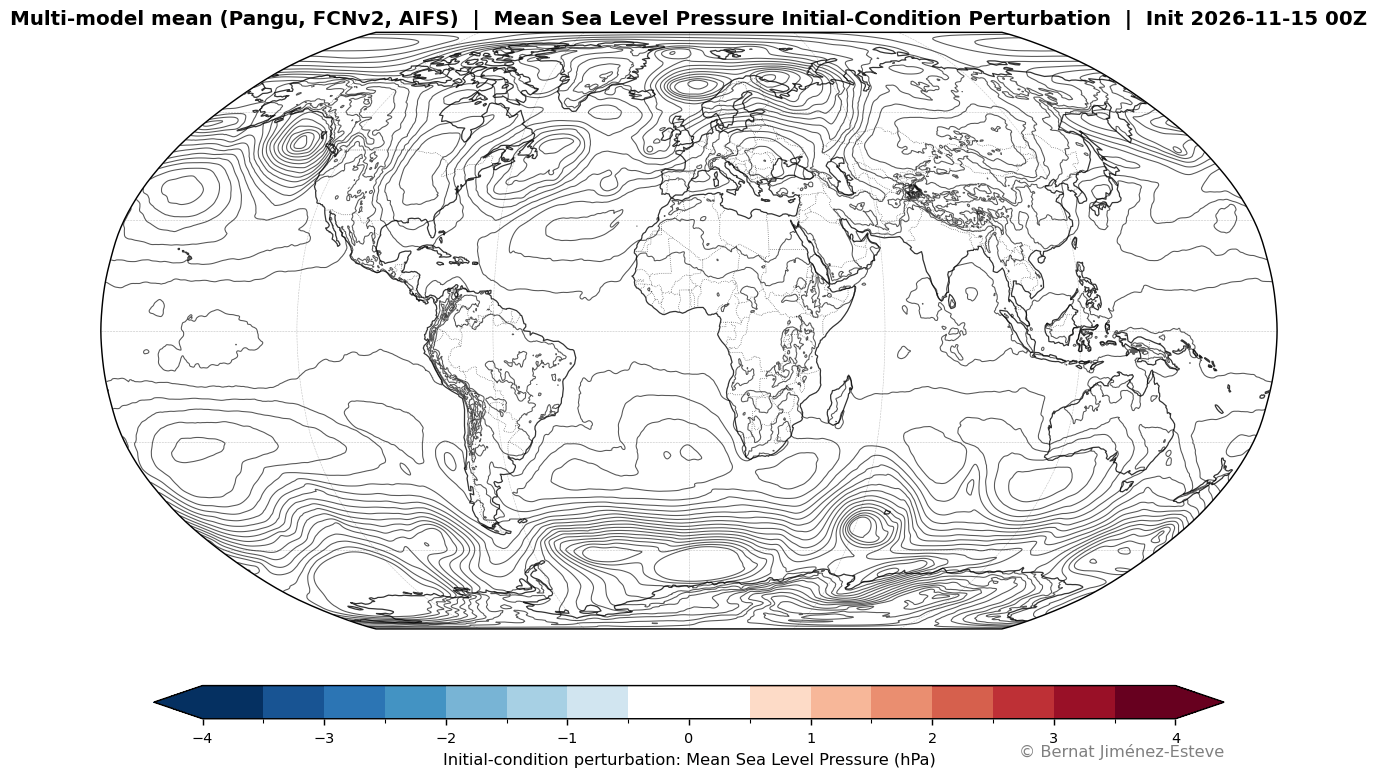 Multi-model mean (Pangu, FCNv2, AIFS)  |  Mean Sea Level Pressure Initial-Condition Perturbation  |  Init 2026-11-15 00Z
−4 −3 −2 −1 0 1 2 3 4
Initial-condition perturbation: Mean Sea Level Pressure (hPa)
© Bernat Jiménez-Esteve